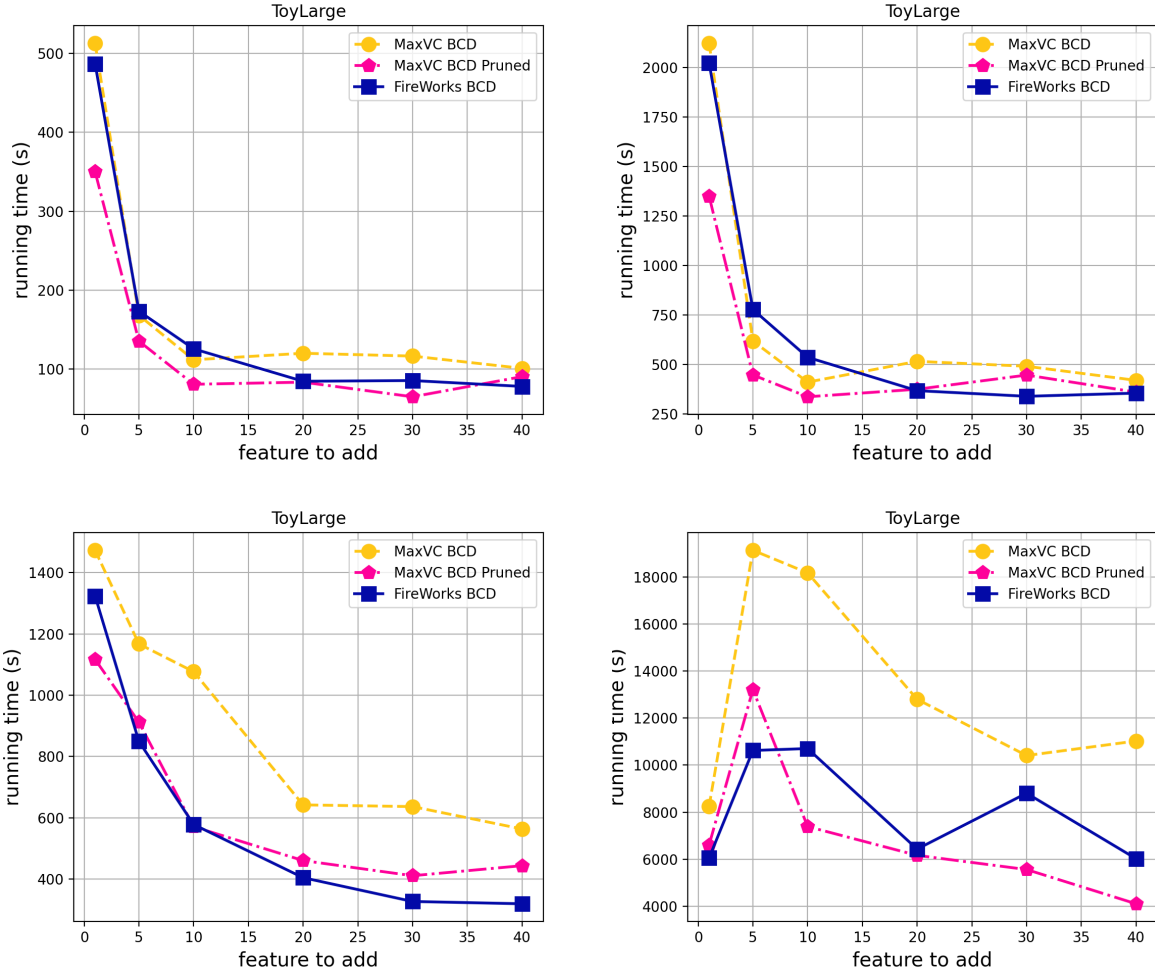 ToyLarge
500
400
300
200
100
0 5 10 15 20 25 30 35 40
running time (s)
feature to add
MaxVC BCD
MaxVC BCD Pruned
FireWorks BCD
ToyLarge
2000
1750
1500
1250
1000
750
500
250
0 5 10 15 20 25 30 35 40
running time (s)
feature to add
MaxVC BCD
MaxVC BCD Pruned
FireWorks BCD
ToyLarge
1400
1200
1000
800
600
400
0 5 10 15 20 25 30 35 40
running time (s)
feature to add
MaxVC BCD
MaxVC BCD Pruned
FireWorks BCD
ToyLarge
18000
16000
14000
12000
10000
8000
6000
4000
0 5 10 15 20 25 30 35 40
running time (s)
feature to add
MaxVC BCD
MaxVC BCD Pruned
FireWorks BCD